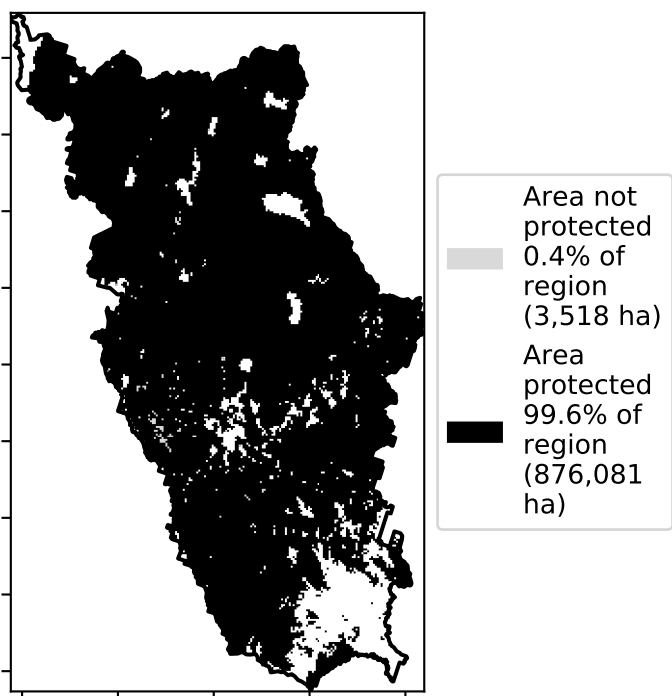 Area not
protected
0.4% of
region
(3,518 ha)
Area
protected
99.6% of
region
(876,081
ha)